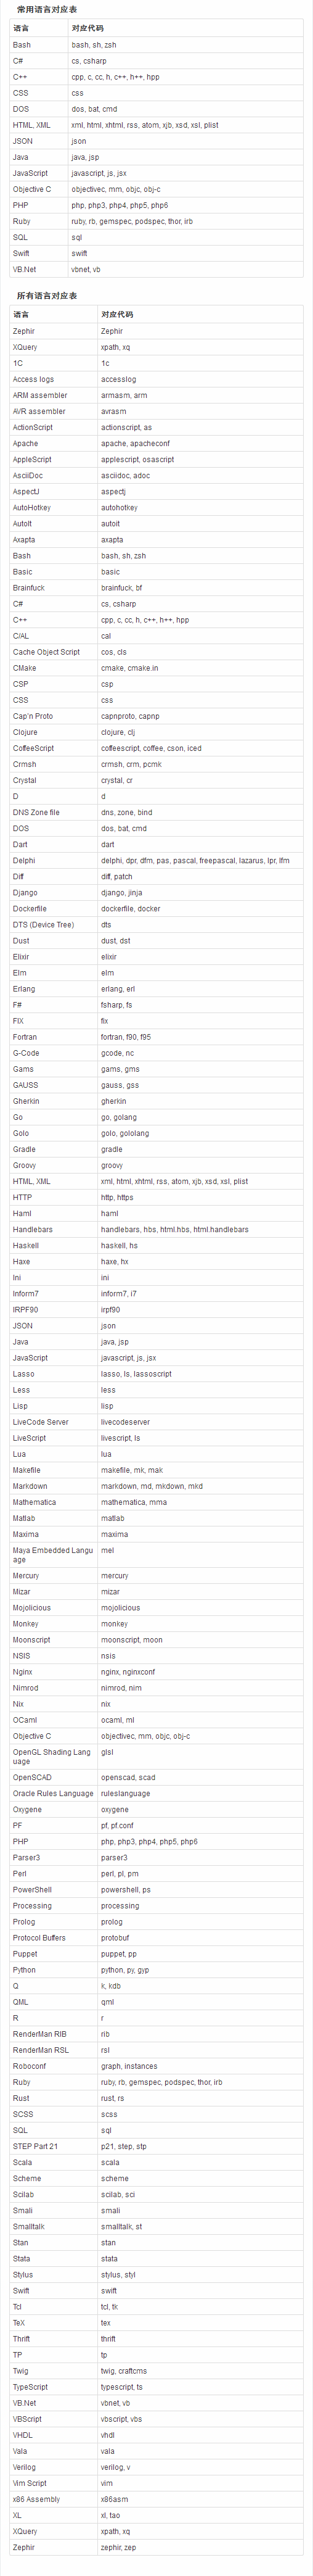 常用语言对应表
语言 对应代码
Bash bash, sh, zsh
C# cs, csharp
C++ cpp, c, cc, h, c++, h++, hpp
CSS css
DOS dos, bat, cmd
HTML, XML xml, html, xhtml, rss, atom, xjb, xsd, xsl, plist
JSON json
Java java, jsp
JavaScript javascript, js, jsx
Objective C objectivec, mm, objc, obj-c
PHP php, php3, php4, php5, php6
Ruby ruby, rb, gemspec, podspec, thor, irb
SQL sql
Swift swift
VB.Net vbnet, vb
所有语言对应表
语言 对应代码
Zephir Zephir
XQuery xpath, xq
1C 1c
Access logs accesslog
ARM assembler armasm, arm
AVR assembler avrasm
ActionScript actionscript, as
Apache apache, apacheconf
AppleScript applescript, osascript
AsciiDoc asciidoc, adoc
AspectJ aspectj
AutoHotkey autohotkey
AutoIt autoit
Axapta axapta
Bash bash, sh, zsh
Basic basic
Brainfuck brainfuck, bf
C# cs, csharp
C++ cpp, c, cc, h, c++, h++, hpp
C/AL cal
Cache Object Script cos, cls
CMake cmake, cmake.in
CSP csp
CSS css
Cap'n Proto capnproto, capnp
Clojure clojure, clj
CoffeeScript coffeescript, coffee, cson, iced
Crmsh crmsh, crm, pcmk
Crystal crystal, cr
D d
DNS Zone file dns, zone, bind
DOS dos, bat, cmd
Dart dart
Delphi delphi, dpr, dfm, pas, pascal, freepascal, lazarus, lpr, lfm
Diff diff, patch
Django django, jinja
Dockerfile dockerfile, docker
DTS (Device Tree) dts
Dust dust, dst
Elixir elixir
Elm elm
Erlang erlang, erl
F# fsharp, fs
FIX fix
Fortran fortran, f90, f95
G-Code gcode, nc
Gams gams, gms
GAUSS gauss, gss
Gherkin gherkin
Go go, golang
Golo golo, gololang
Gradle gradle
Groovy groovy
HTML, XML xml, html, xhtml, rss, atom, xjb, xsd, xsl, plist
HTTP http, https
Haml haml
Handlebars handlebars, hbs, html.hbs, html.handlebars
Haskell haskell, hs
Haxe haxe, hx
Ini ini
Inform7 inform7, i7
IRPF90 irpf90
JSON json
Java java, jsp
JavaScript javascript, js, jsx
Lasso lasso, ls, lassoscript
Less less
Lisp lisp
LiveCode Server livecodeserver
LiveScript livescript, ls
Lua lua
Makefile makefile, mk, mak
Markdown markdown, md, mkdown, mkd
Mathematica mathematica, mma
Matlab matlab
Maxima maxima
Maya Embedded Langu mel
age
Mercury mercury
Mizar mizar
Mojolicious mojolicious
Monkey monkey
Moonscript moonscript, moon
NSIS nsis
Nginx nginx, nginxconf
Nimrod nimrod, nim
Nix nix
OCaml ocaml, ml
Objective C objectivec, mm, objc, obj-c
OpenGL Shading Lang glsl
uage
OpenSCAD openscad, scad
Oracle Rules Language ruleslanguage
Oxygene oxygene
PF pf, pf.conf
PHP php, php3, php4, php5, php6
Parser3 parser3
Perl perl, pl, pm
PowerShell powershell, ps
Processing processing
Prolog prolog
Protocol Buffers protobuf
Puppet puppet, pp
Python python, py, gyp
Q k, kdb
QML qml
R r
RenderMan RIB rib
RenderMan RSL rsl
Roboconf graph, instances
Ruby ruby, rb, gemspec, podspec, thor, irb
Rust rust, rs
SCSS scss
SQL sql
STEP Part 21 p21, step, stp
Scala scala
Scheme scheme
Scilab scilab, sci
Smali smali
Smalltalk smalltalk, st
Stan stan
Stata stata
Stylus stylus, styl
Swift swift
Tcl tcl, tk
TeX tex
Thrift thrift
TP tp
Twig twig, craftcms
TypeScript typescript, ts
VB.Net vbnet, vb
VBScript vbscript, vbs
VHDL vhdl
Vala vala
Verilog verilog, v
Vim Script vim
x86 Assembly x86asm
XL xl, tao
XQuery xpath, xq
Zephir zephir, zep